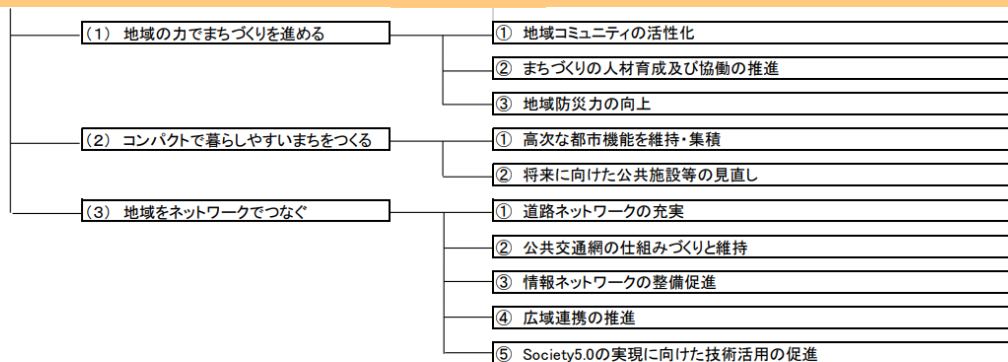 (1) 地域の力でまちづくりを進める
① 地域コミュニティの活性化
② まちづくりの人材育成及び協働の推進
③ 地域防災力の向上
(2) コンパクトで暮らしやすいまちをつくる
① 高次な都市機能を維持・集積
② 将来に向けた公共施設等の見直し
(3) 地域をネットワークでつなぐ
① 道路ネットワークの充実
② 公共交通網の仕組みづくりと維持
③ 情報ネットワークの整備促進
④ 広域連携の推進
⑤ Society5.0の実現に向けた技術活用の促進